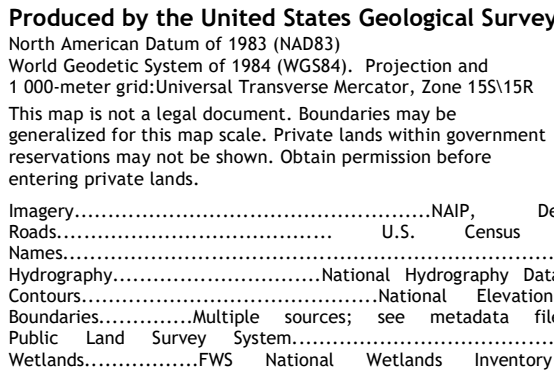 Produced by the United States Geological Survey
North American Datum of 1983 (NAD83)
World Geodetic System of 1984 (WGS84). Projection and
1 000-meter grid:Universal Transverse Mercator, Zone 15S\15R
This map is not a legal document. Boundaries may be
generalized for this map scale. Private lands within government
reservations may not be shown. Obtain permission before
entering private lands.
Imagery....................................................NAIP,
Roads........................................ U.S. Census
Names......................................................................
Hydrography..............................National Hydrography
Contours...........................................National Elevation
Boundaries.............Multiple sources; see metadata
Public Land Survey System......................................
Wetlands................FWS National Wetlands Inventory